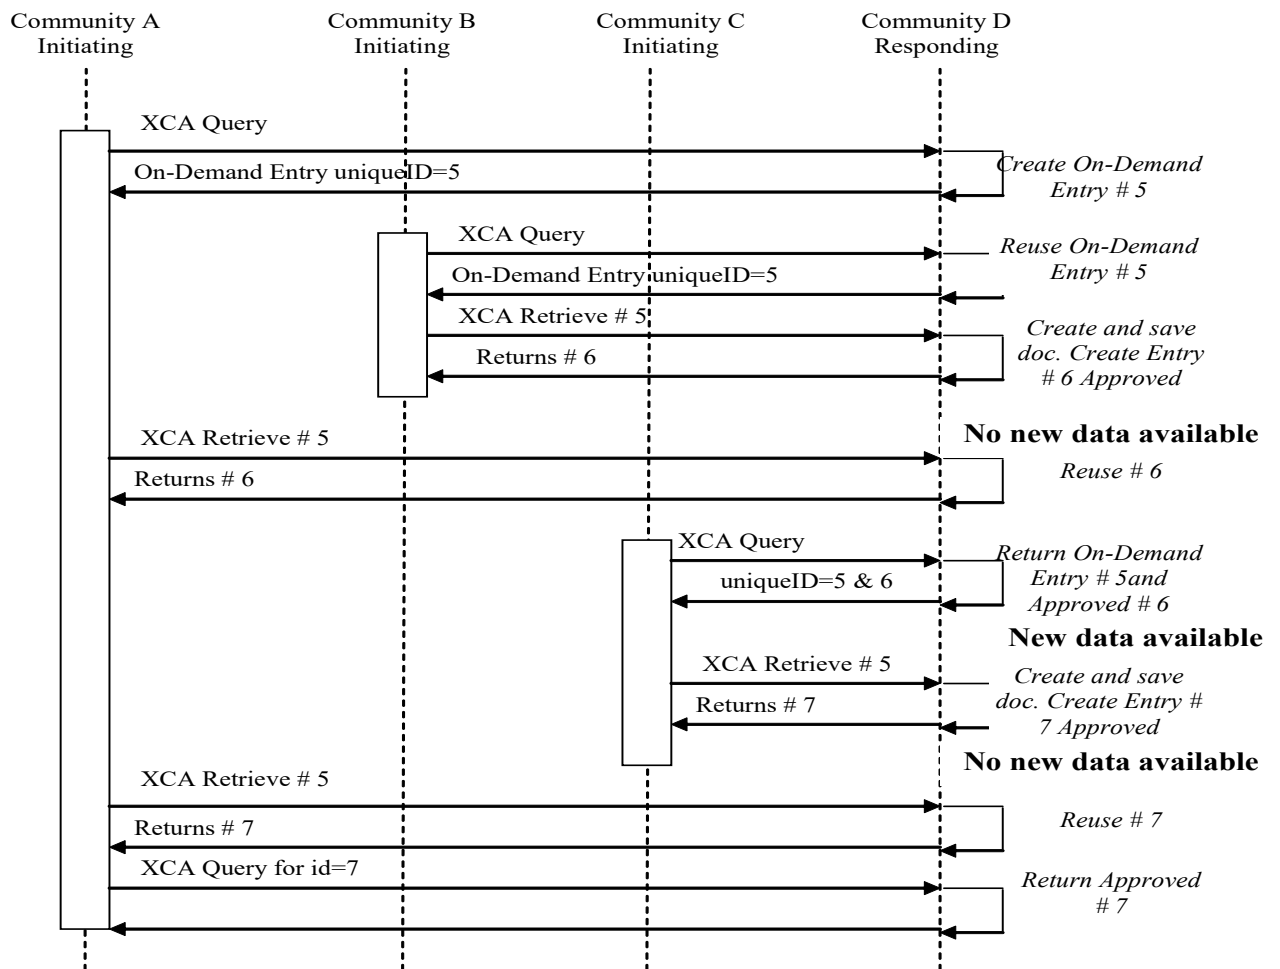 Community A
Initiating
Community B
Initiating
Community C
Initiating
Community D
Responding
XCA Query
On-Demand Entry uniqueID=5
Create On-Demand
Entry # 5
XCA Query
On-Demand Entry uniqueID=5
Reuse On-Demand
Entry # 5
XCA Retrieve # 5
Returns # 6
Create and save
doc. Create Entry
# 6 Approved
No new data available
XCA Retrieve # 5
Returns # 6
Reuse # 6
XCA Query
uniqueID=5 & 6
Return On-Demand
Entry # 5and
Approved # 6
New data available
XCA Retrieve # 5
Returns # 7
Create and save
doc. Create Entry #
7 Approved
No new data available
XCA Retrieve # 5
Returns # 7
Reuse # 7
XCA Query for id=7
Return Approved
# 7